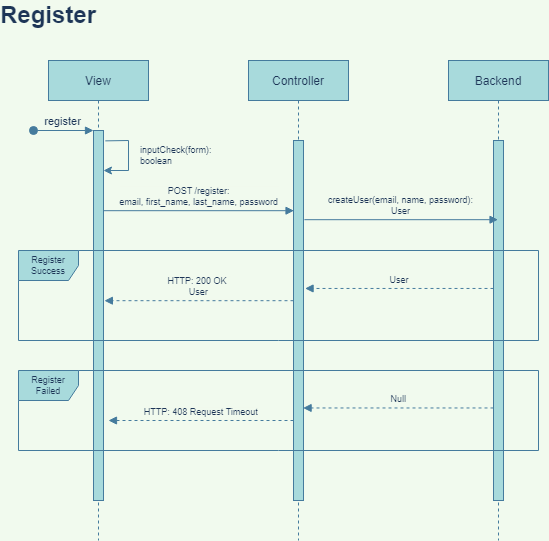 Register
View
Controller
Backend
register
inputCheck(form):
boolean
POST /register:
email, first_name, last_name, password
createUser(email, name, password):
User
Register
Success
HTTP: 200 OK
User
User
Register
Failed
Null
HTTP: 408 Request Timeout